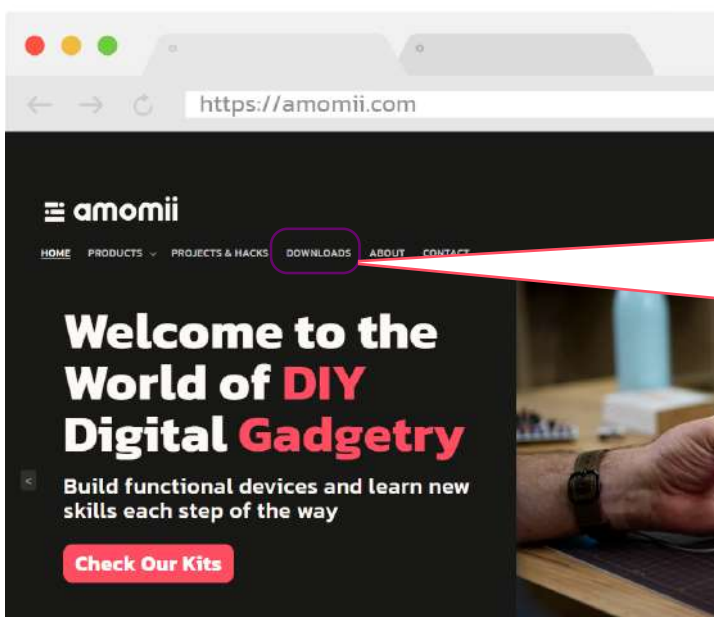 https://amomii.com
amomii
HOME PRODUCTS PROJECTS & HACKS DOWNLOADS ABOUT CONTACT
Welcome to the
World of DIY
Digital Gadgetry
Build functional devices and learn new
skills each step of the way
Check Our Kits